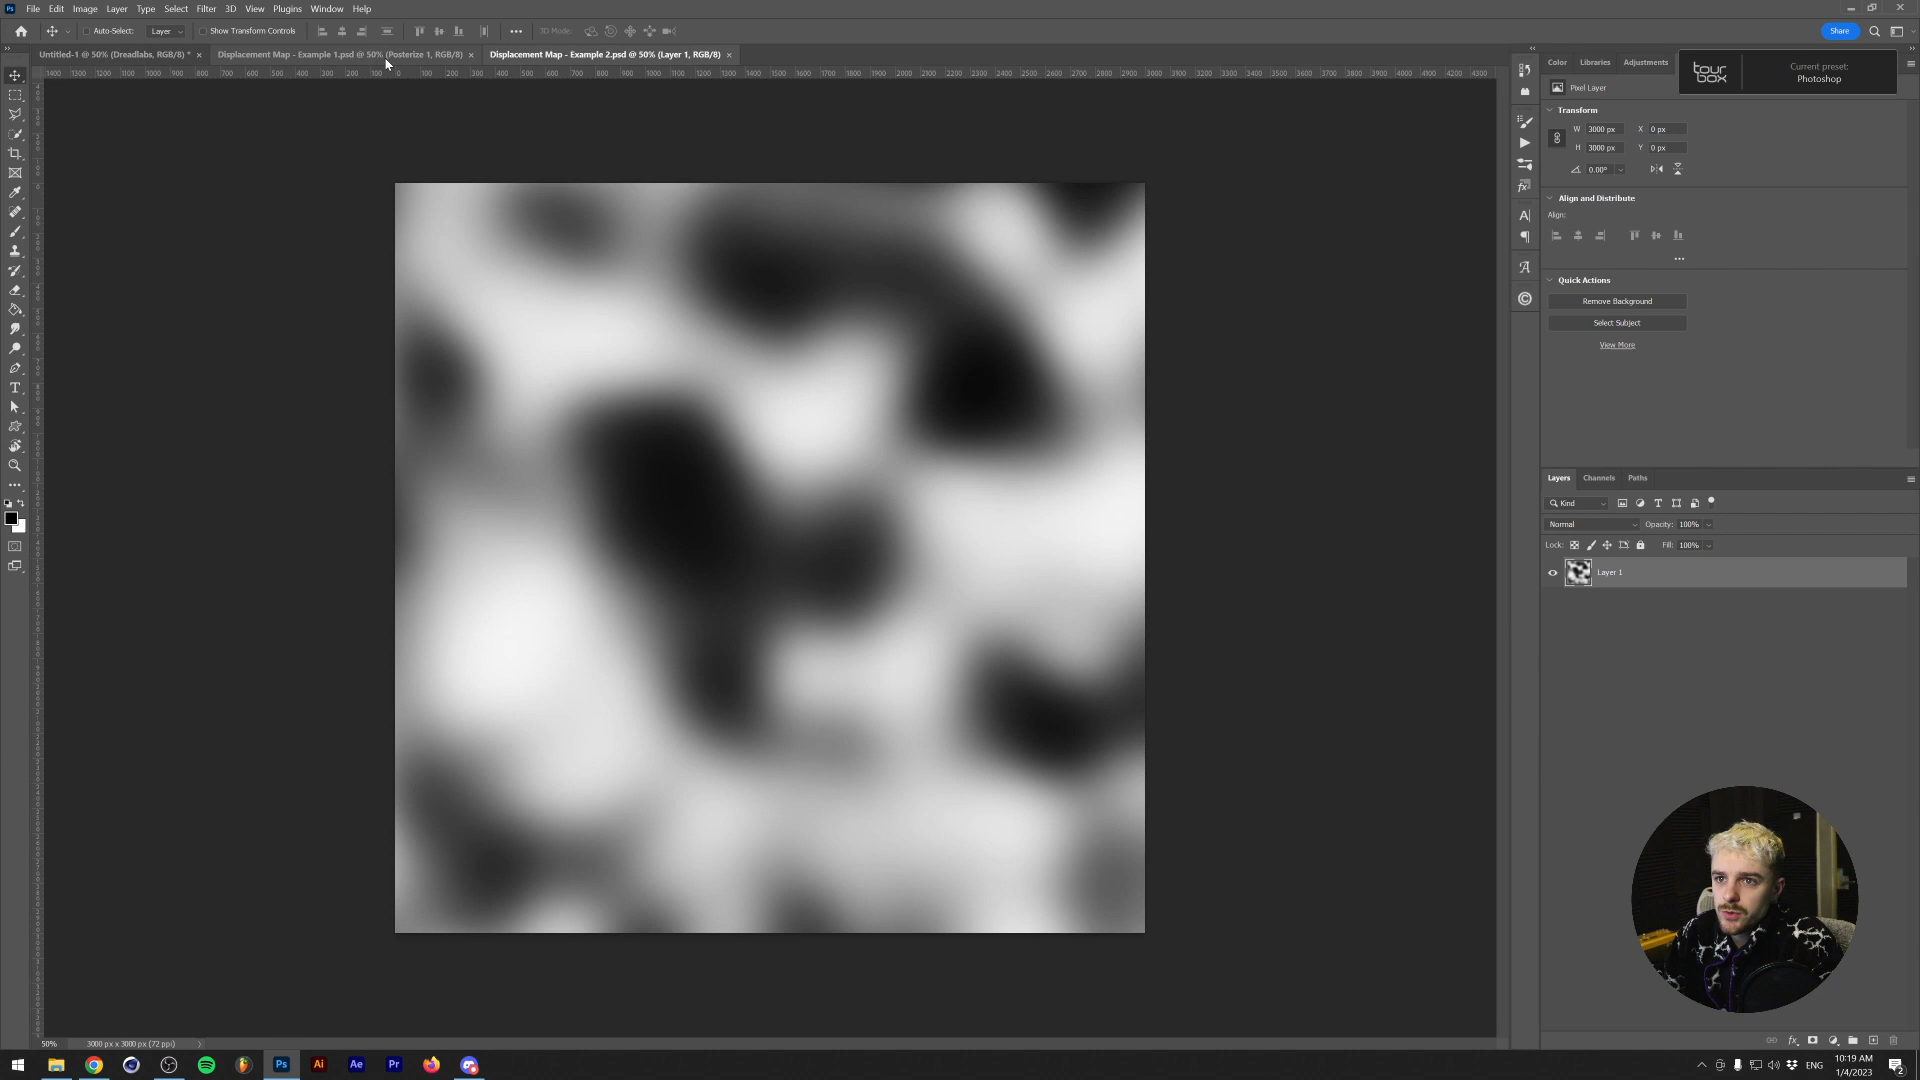 File Edit Image Layer Type Select Filter 3D View Plugins Window Help
Auto-Select: Layer Show Transform Controls 3D Mode: Share
Untitled-1 @ 50% (Dreadlabs, RGB/8) * × Displacement Map - Example 1.psd @ 50% (Posterize 1, RGB/8) × Displacement Map - Example 2.psd @ 50% (Layer 1, RGB/8) ×
Color Libraries Adjustments
tour box
Current preset:
Photoshop
Pixel Layer
Transform
W 3000 px X 0 px
H 3000 px Y 0 px
0.00°
Align and Distribute
Align:
Quick Actions
Remove Background
Select Subject
View More
Layers Channels Paths
Kind
Normal Opacity: 100%
Lock: Fill: 100%
Layer 1
50% 3000 px x 3000 px (72 ppi)
ENG
10:19 AM
1/4/2023